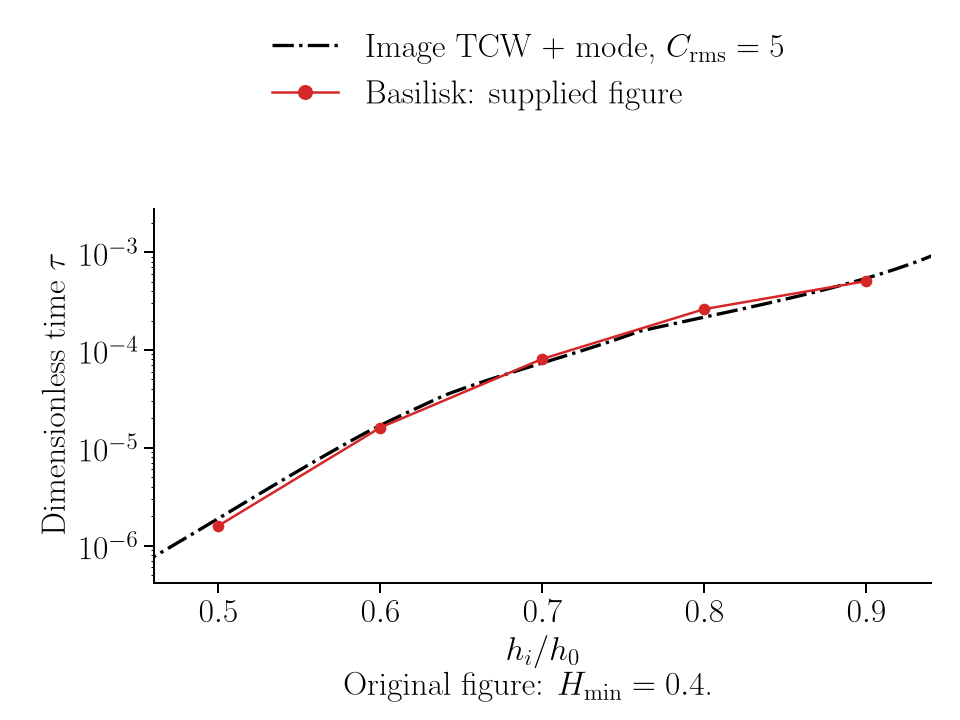 Image TCW + mode, C_rms = 5
Basilisk: supplied figure
Dimensionless time τ
10⁻³
10⁻⁴
10⁻⁵
10⁻⁶
0.5 0.6 0.7 0.8 0.9
h_i/h_0
Original figure: H_min = 0.4.